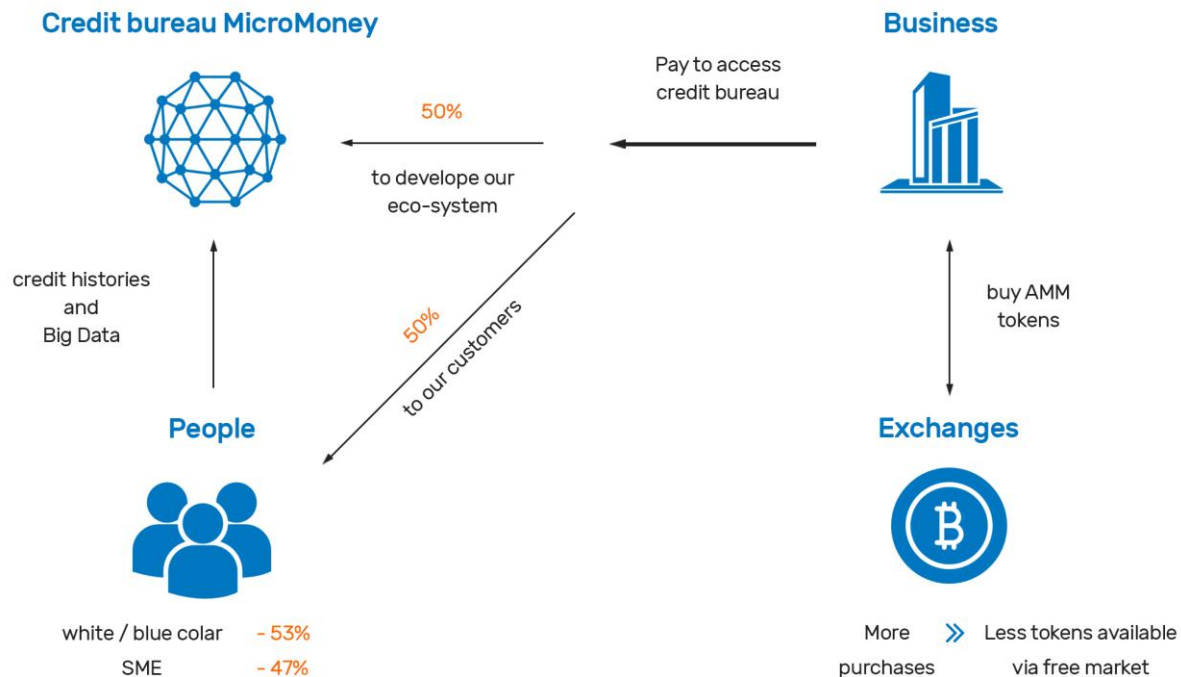 Credit bureau MicroMoney
Business
Pay to access
credit bureau
50%
to develope our
eco-system
credit histories
and
Big Data
50%
to our customers
buy AMM
tokens
People
Exchanges
white / blue colar - 53%
SME - 47%
More
purchases
Less tokens available
via free market